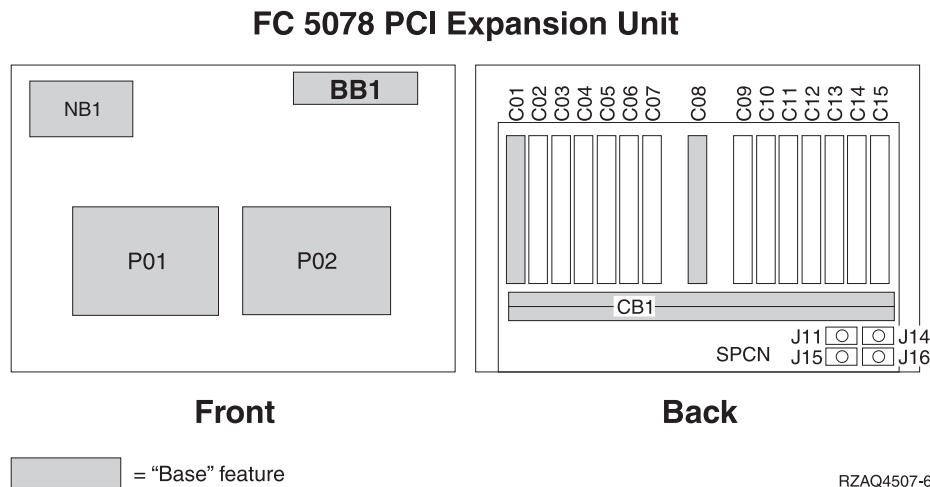 FC 5078 PCI Expansion Unit
NB1
BB1
P01
P02
Front
C01
C02
C03
C04
C05
C06
C07
C08
C09
C10
C11
C12
C13
C14
C15
CB1
J11
J14
SPCN
J15
J16
Back
= “Base” feature
RZAQ4507-6